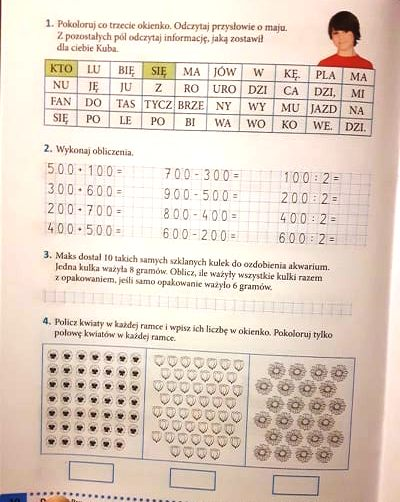 1. Pokoloruj co trzecie okienko. Odczytaj przysłowie o maju.
Z pozostałych pól odczytaj informację, jaką zostawił
dla ciebie Kuba.
KTO LU BIĘ SIĘ MA JÓW W KĘ, PLA MA
NU JĘ JU Z RO URO DZI CA DZI, MI
FAN DO TAS TYCZ BRZE NY WY MU JAZD NA
SIĘ PO LE PO BI WA WO KO WE. DZI.
2. Wykonaj obliczenia.
500 + 100 = 700 - 300 = 100 : 2 =
300 + 600 = 900 - 500 = 200 : 2 =
200 + 700 = 800 - 400 = 400 : 2 =
400 + 500 = 600 - 200 = 600 : 2 =
3. Maks dostał 10 takich samych szklanych kulek do ozdobienia akwarium.
Jedna kulka ważyła 8 gramów. Oblicz, ile ważyły wszystkie kulki razem
z opakowaniem, jeśli samo opakowanie ważyło 6 gramów.
4. Policz kwiaty w każdej ramce i wpisz ich liczbę w okienko. Pokoloruj tylko
połowę kwiatów w każdej ramce.